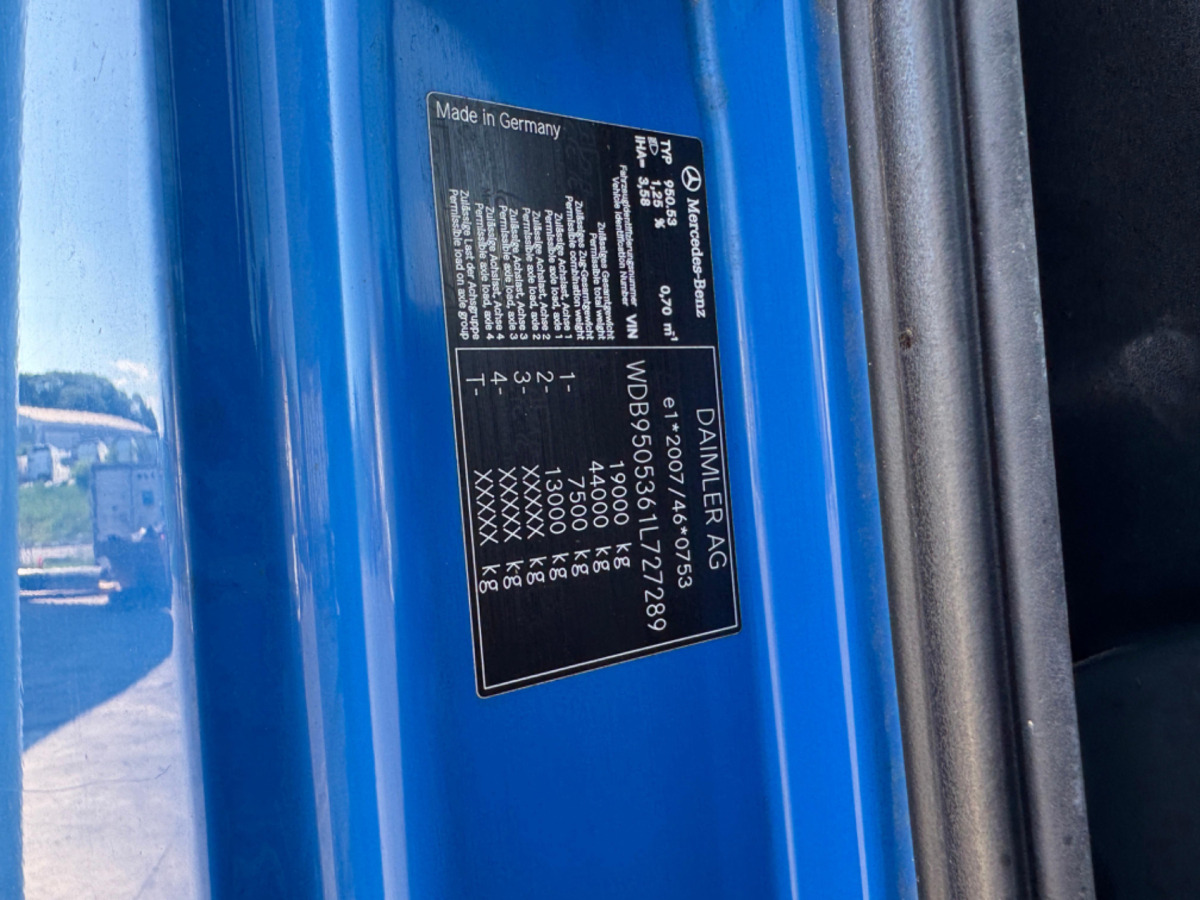 Mercedes-Benz
DAIMLER AG
TYP 950.53 0,70 m⁻¹
1,25 %
IHA= 3,58
e1*2007/46*0753
Fahrzeugidentifizierungsnummer
Vehicle Identification Number VIN
WDB9505361L727289
Zulässiges Gesamtgewicht
Permissible total weight
19000 kg
Zulässiges Zug-Gesamtgewicht
Permissible combination weight
44000 kg
Zulässige Achslast, Achse 1
Permissible axle load, axle 1
1- 7500 kg
Zulässige Achslast, Achse 2
Permissible axle load, axle 2
2- 13000 kg
Zulässige Achslast, Achse 3
Permissible axle load, axle 3
3- XXXXX kg
Zulässige Achslast, Achse 4
Permissible axle load, axle 4
4- XXXXX kg
Zulässige Last der Achsgruppe
Permissible load on axle group
T- XXXXX kg
Made in Germany